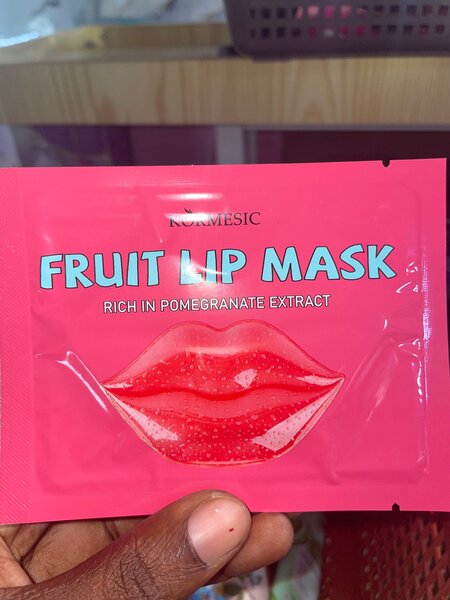 KORMESIC
FRUIT LIP MASK
RICH IN POMEGRANATE EXTRACT